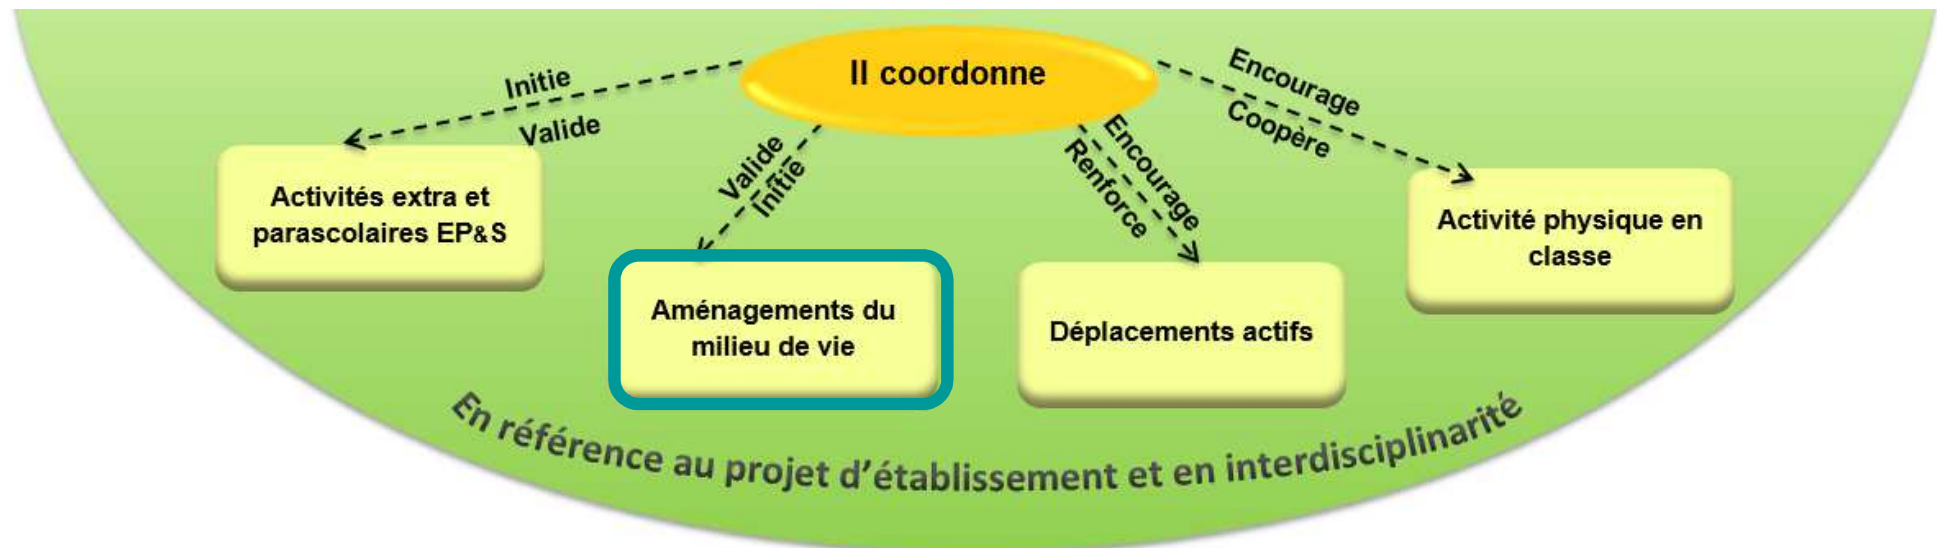 Il coordonne
Initie
Valide
Valide
Initie
Encourage
Renforce
Encourage
Coopère
Activités extra et
parascolaires EP&S
Aménagements du
milieu de vie
Déplacements actifs
Activité physique en
classe
En référence au projet d'établissement et en interdisciplinarité